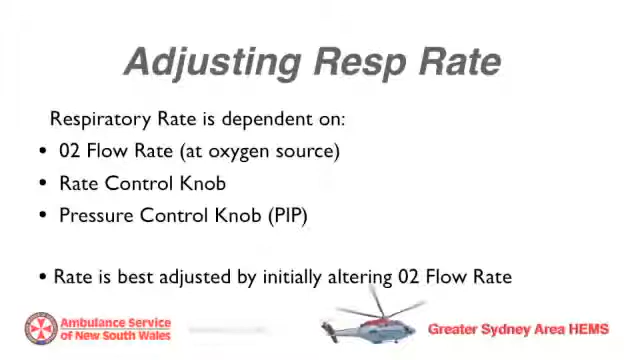 Adjusting Resp Rate
Respiratory Rate is dependent on:
• 02 Flow Rate (at oxygen source)
• Rate Control Knob
• Pressure Control Knob (PIP)
• Rate is best adjusted by initially altering 02 Flow Rate
Ambulance Service
of New South Wales
Greater Sydney Area HEMS